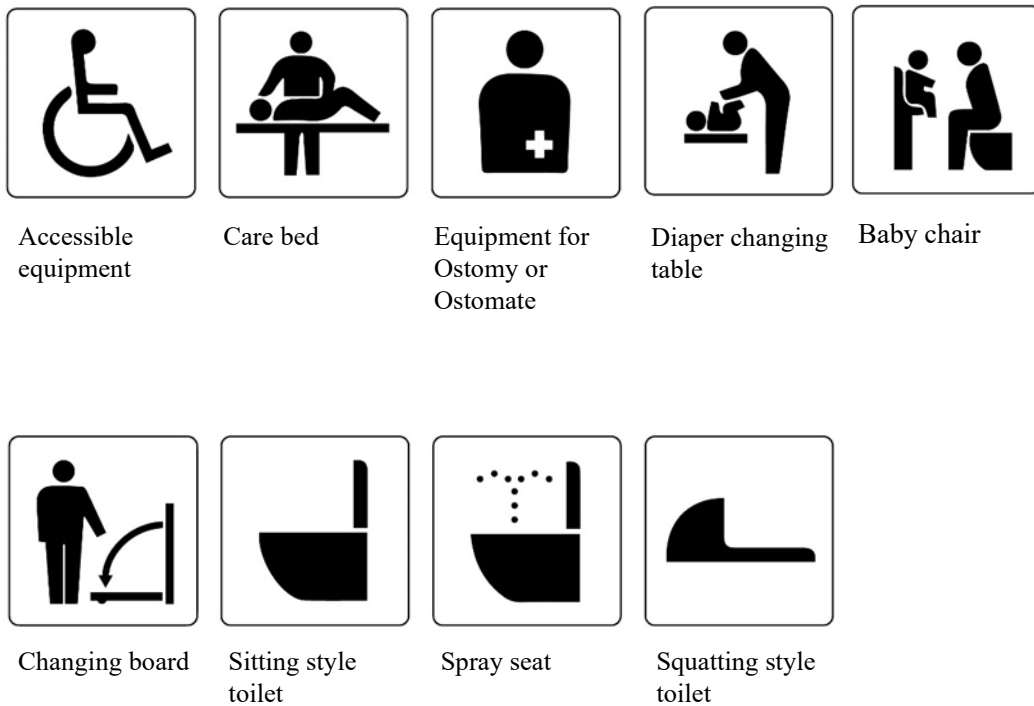 Accessible
equipment
Care bed
Equipment for
Ostomy or
Ostomate
Diaper changing
table
Baby chair
Changing board
Sitting style
toilet
Spray seat
Squatting style
toilet